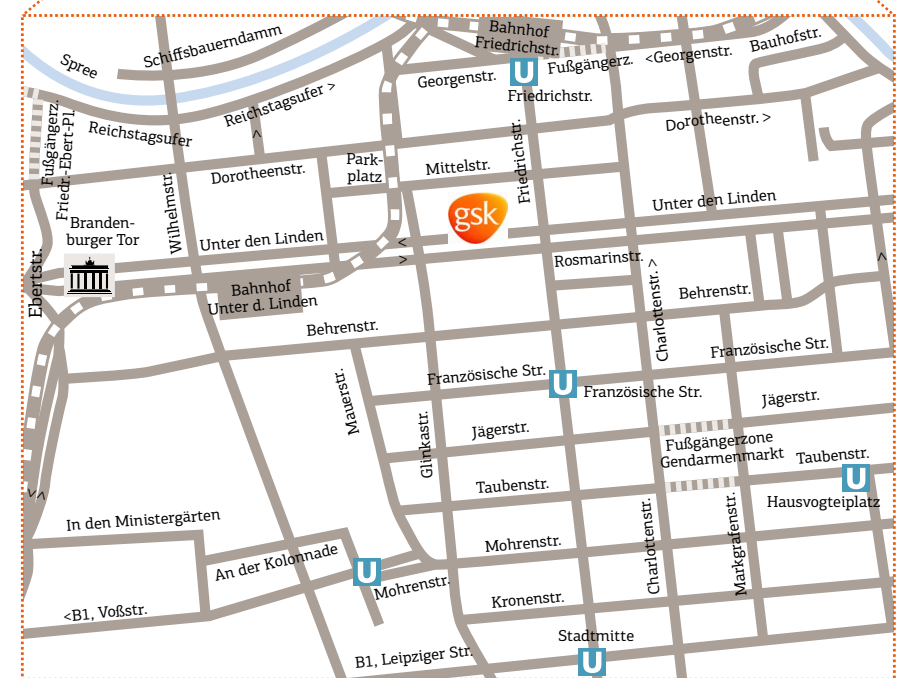 Bahnhof
Friedrichstr.
U
Schiffsbauerndamm
Spree
Fußgängerz.
<Georgenstr.
Bauhofstr.
Georgenstr.
Friedrichstr.
Reichstagsufer >
Reichstagsufer
<
Dorotheenstr. >
Fußgängerz.
Friedr.-Ebert-Pl.
Friedrichstr.
Park-
platz
Mittelstr.
Dorotheenstr.
Wilhelmstr.
gsk
Unter den Linden
Branden-
burger Tor
Unter den Linden
<
>
Ebertstr.
Rosmarinstr.
>
>
Charlottenstr.
Bahnhof
Unter d. Linden
Behrenstr.
Behrenstr.
Französische Str.
Französische Str.
U
Französische Str.
Mauerstr.
Jägerstr.
Glinkastr.
Jägerstr.
Fußgängerzone
Gendarmenmarkt
Taubenstr.
U
Hausvogteiplatz
Taubenstr.
>
>
Charlottenstr.
Markgrafenstr.
In den Ministergärten
An der Kolonnade
Mohrenstr.
U
Mohrenstr.
Kronenstr.
<B1, Voßstr.
Stadtmitte
U
B1, Leipziger Str.